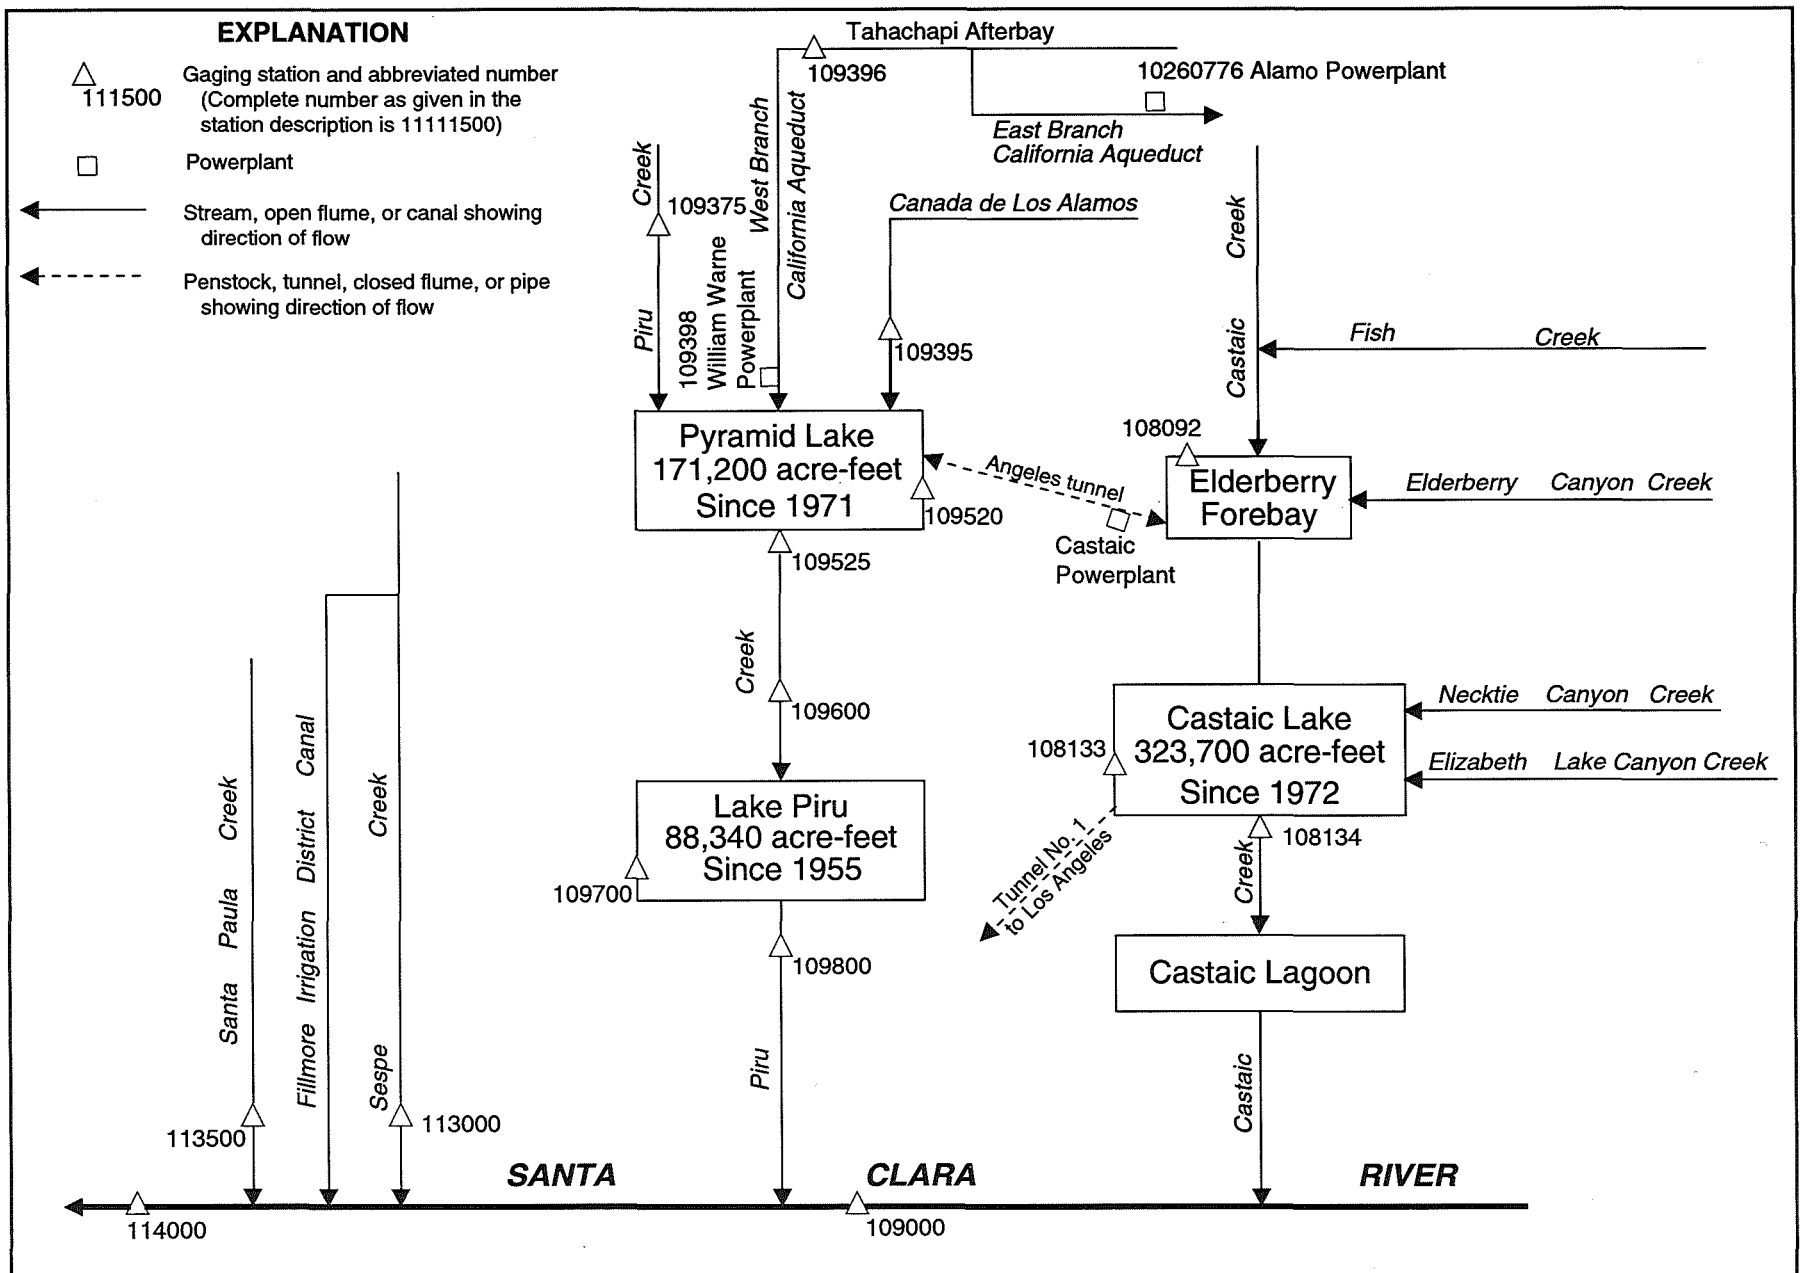 EXPLANATION
111500
Gaging station and abbreviated number
(Complete number as given in the
station description is 11111500)
Powerplant
Stream, open flume, or canal showing
direction of flow
Penstock, tunnel, closed flume, or pipe
showing direction of flow
Tahachapi Afterbay
109396
10260776 Alamo Powerplant
East Branch
California Aqueduct
West Branch
California Aqueduct
Piru Creek
109375
109398
William Warne
Powerplant
Canada de Los Alamos
109395
Castaic Creek
Fish Creek
108092
Pyramid Lake
171,200 acre-feet
Since 1971
109520
109525
Angeles tunnel
Castaic
Powerplant
Elderberry
Forebay
Elderberry Canyon Creek
Creek
109600
Necktie Canyon Creek
Elizabeth Lake Canyon Creek
Castaic Lake
323,700 acre-feet
Since 1972
108133
108134
Tunnel No. 1
to Los Angeles
Lake Piru
88,340 acre-feet
Since 1955
109700
109800
Piru
Creek
Castaic Lagoon
Castaic
Santa Paula Creek
Fillmore Irrigation District Canal
Sespe Creek
113500
113000
SANTA CLARA RIVER
114000
109000